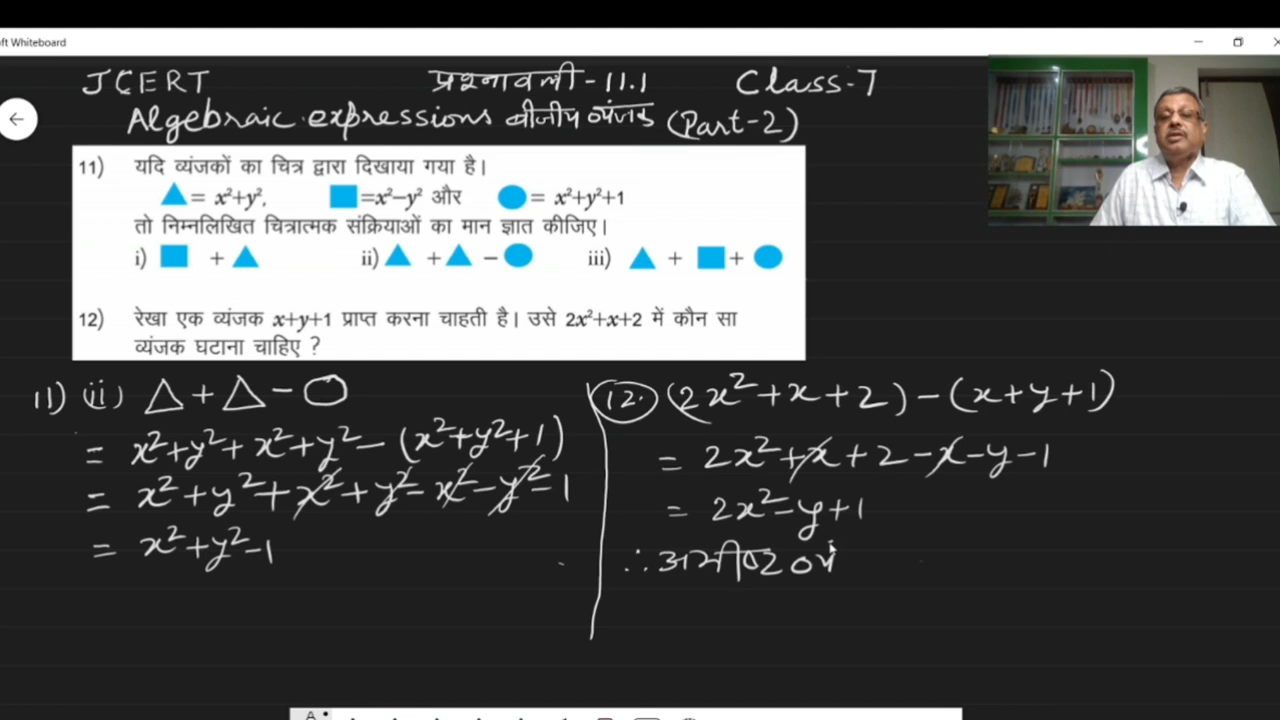 ft Whiteboard
JCERT प्रश्नावली-11.1 Class-7
Algebraic expressions बीजीय व्यंजक (Part-2)
11) यदि व्यंजकों का चित्र द्वारा दिखाया गया है।
▲ = x²+y², ■ =x²−y² और ● = x²+y²+1
तो निम्नलिखित चित्रात्मक संक्रियाओं का मान ज्ञात कीजिए।
i) ■ + ▲ ii) ▲ + ▲ − ● iii) ▲ + ■ + ●
12) रेखा एक व्यंजक x+y+1 प्राप्त करना चाहती है। उसे 2x²+x+2 में कौन सा
व्यंजक घटाना चाहिए ?
11) (ii) △ + △ − ○
= x²+y²+x²+y²−(x²+y²+1)
= x²+y²+x²+y²−x²−y²−1
= x²+y²−1
12. (2x²+x+2)−(x+y+1)
= 2x²+x+2−x−y−1
= 2x²−y+1
∴ अभीष्ट